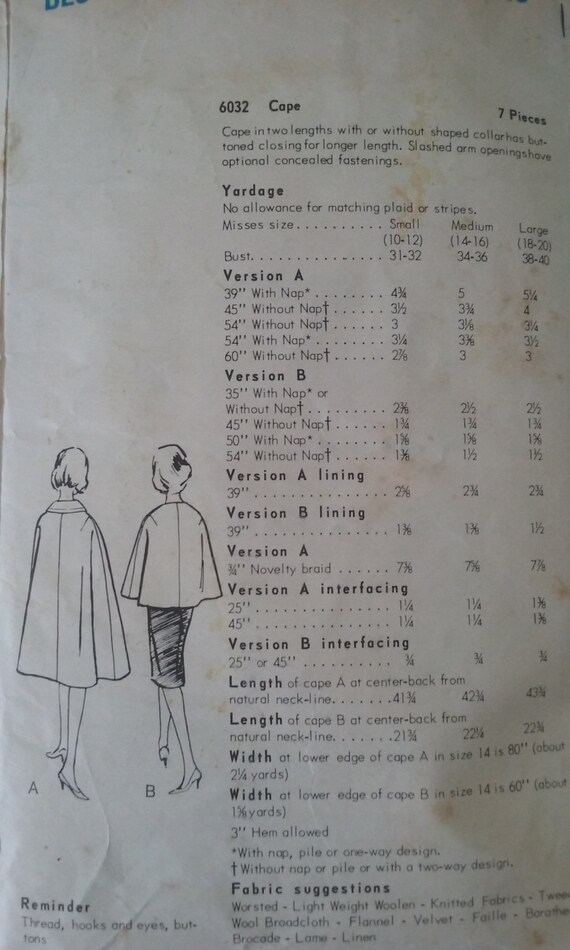 6032 Cape
7 Pieces
Cape in two lengths with or without shaped collar has but-
toned closing for longer length. Slashed arm openings have
optional concealed fastenings.
Yardage
No allowance for matching plaid or stripes.
Misses size.......... Small Medium Large
(10-12) (14-16) (18-20)
Bust................ 31-32 34-36 38-40
Version A
39" With Nap*........ 4¾ 5 5¼
45" Without Nap†...... 3½ 3¾ 4
54" Without Nap†...... 3 3⅛ 3¼
54" With Nap*........ 3¼ 3⅜ 3½
60" Without Nap†...... 2⅞ 3 3
Version B
35" With Nap* or
Without Nap†......... 2⅜ 2½ 2½
45" Without Nap†...... 1¾ 1¾ 1¾
50" With Nap*........ 1⅝ 1⅝ 1⅝
54" Without Nap†...... 1⅜ 1½ 1½
Version A lining
39"................ 2⅝ 2¾ 2¾
Version B lining
39"................ 1⅜ 1⅜ 1½
Version A
¾" Novelty braid ...... 7⅜ 7⅝ 7⅞
Version A interfacing
25"................ 1¼ 1¼ 1⅜
45"................ 1¼ 1¼ 1⅜
Version B interfacing
25" or 45" .......... ¾ ¾ ¾
Length of cape A at center-back from
natural neck-line.......41¾ 42¾ 43¾
Length of cape B at center-back from
natural neck-line.......21¾ 22¼ 22¾
Width at lower edge of cape A in size 14 is 80" (about
2¼ yards)
Width at lower edge of cape B in size 14 is 60" (about
1⅝ yards)
3" Hem allowed
*With nap, pile or one-way design.
†Without nap or pile or with a two-way design.
Fabric suggestions
Worsted - Light Weight Woolen - Knitted Fabrics -
Wool Broadcloth - Flannel - Velvet - Faille -
Brocade - Lame - Linen
A B
Reminder
Thread, hooks and eyes, but-
tons